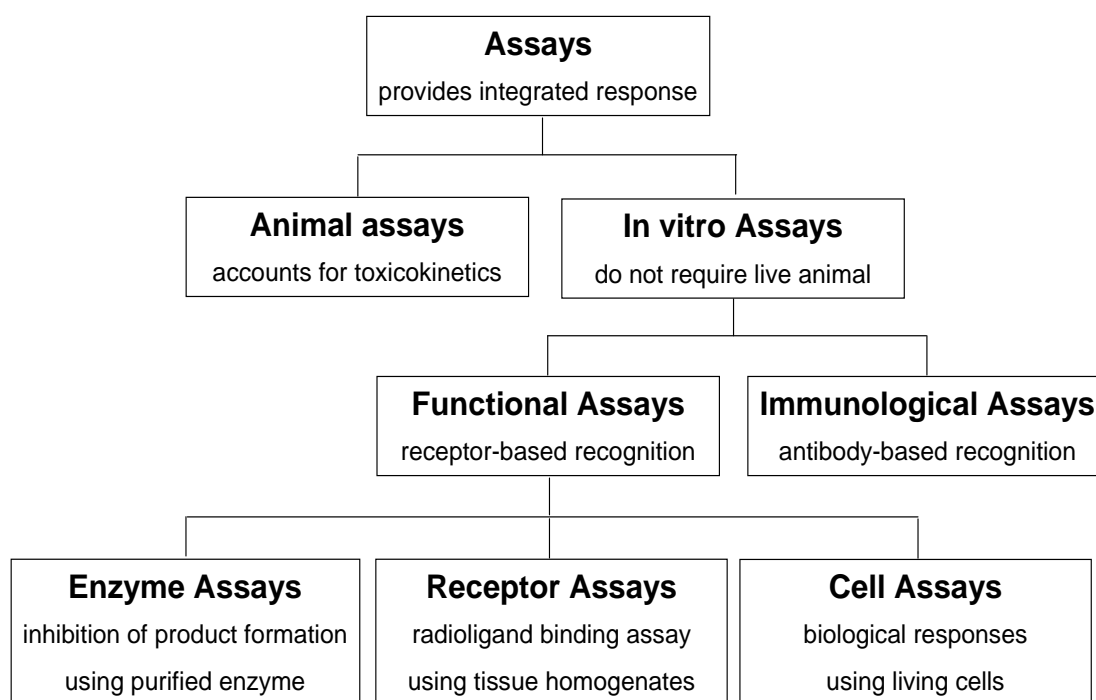 Assays
provides integrated response
Animal assays
accounts for toxicokinetics
In vitro Assays
do not require live animal
Functional Assays
receptor-based recognition
Immunological Assays
antibody-based recognition
Enzyme Assays
inhibition of product formation
using purified enzyme
Receptor Assays
radioligand binding assay
using tissue homogenates
Cell Assays
biological responses
using living cells